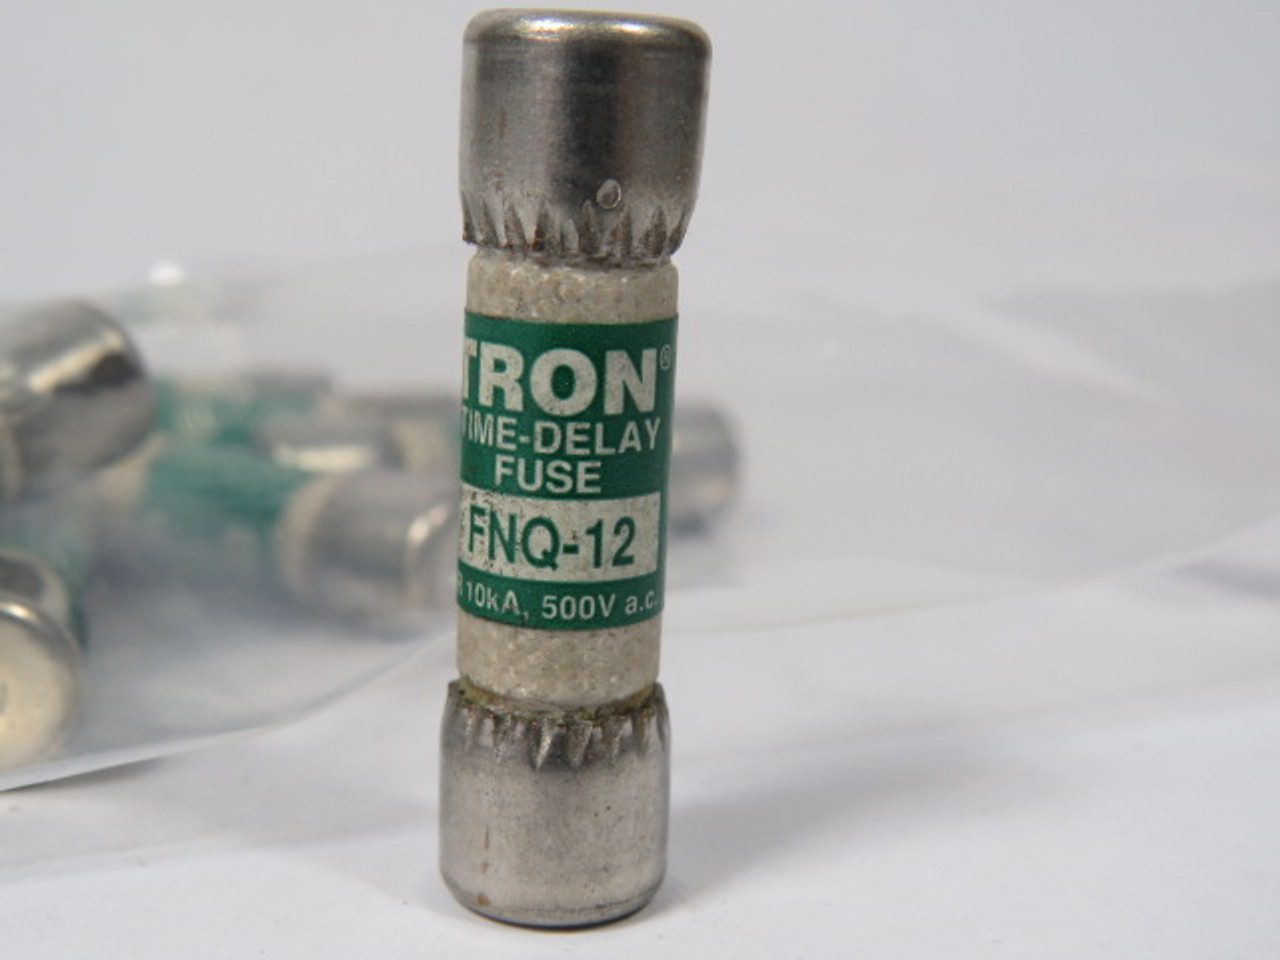 TRON®
TIME-DELAY
FUSE
FNQ-12
10kA, 500V a.c.